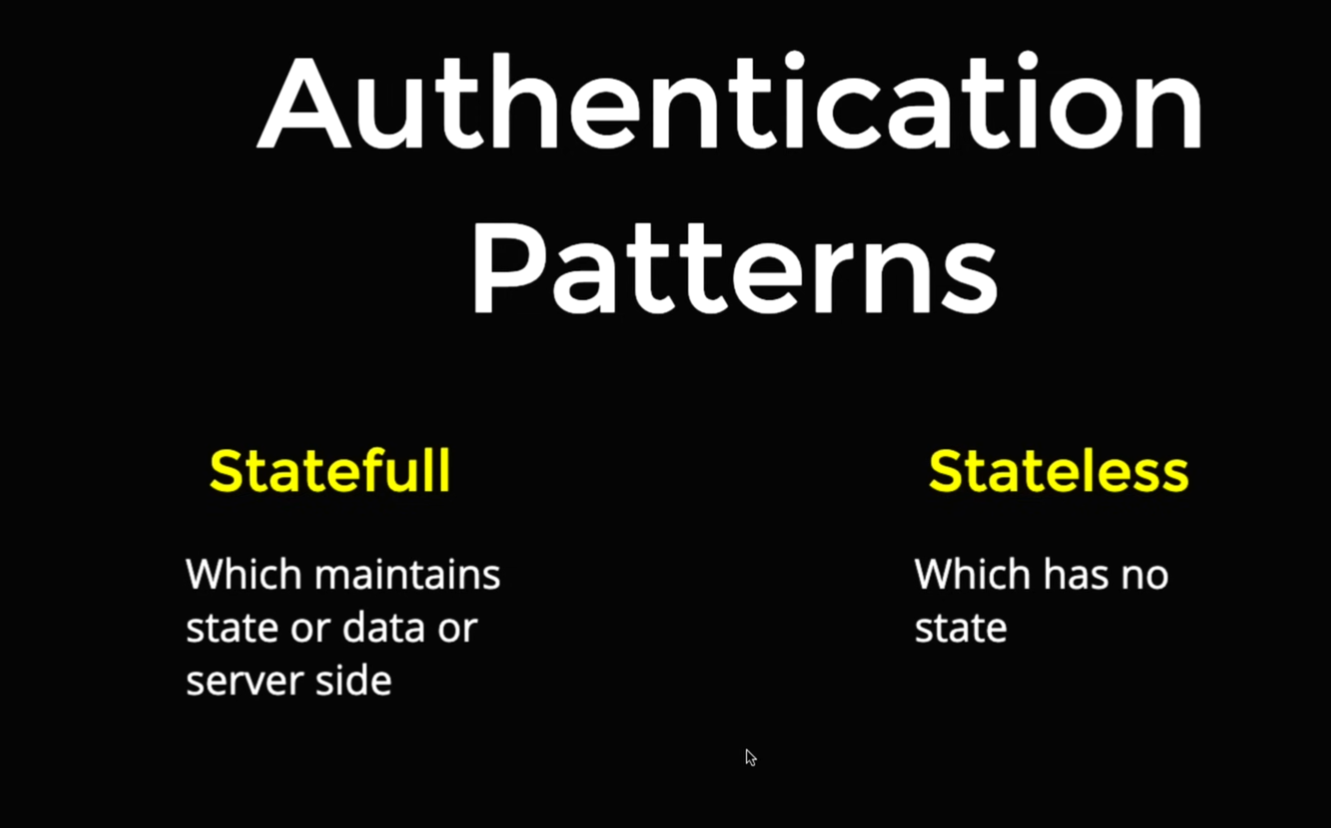 Authentication
Patterns
Statefull
Stateless
Which maintains
state or data or
server side
Which has no
state